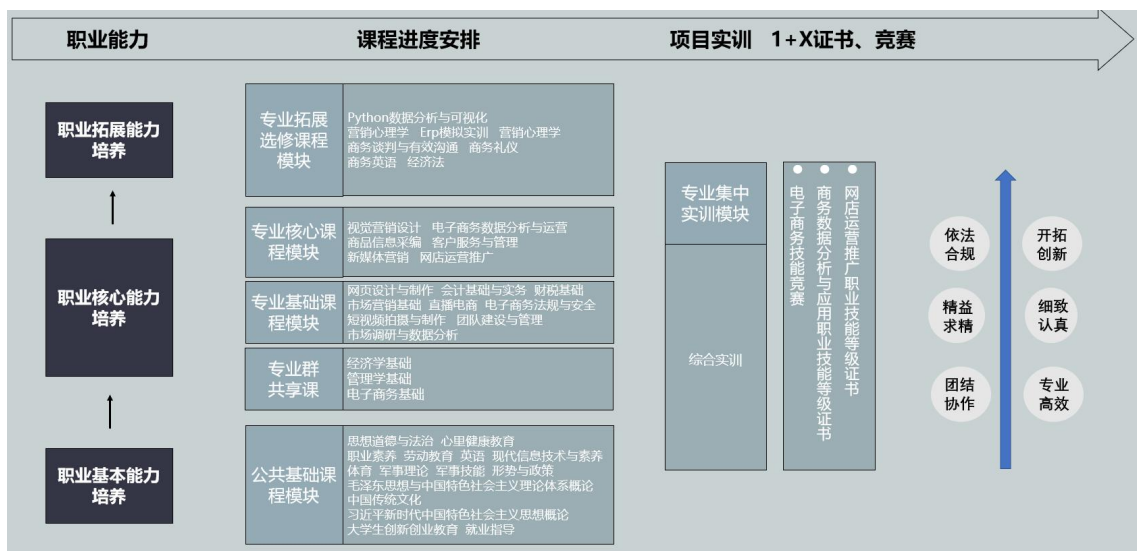 职业能力
课程进度安排
项目实训 1+X证书、竞赛
职业拓展能力
培养
职业核心能力
培养
职业基本能力
培养
专业拓展
选修课程
模块
Python数据分析与可视化
营销心理学 Erp模拟实训 营销心理学
商务谈判与有效沟通 商务礼仪
商务英语 经济法
专业核心课
程模块
视觉营销设计 电子商务数据分析与运营
商品信息采编 客户服务与管理
新媒体营销 网店运营推广
专业基础课
程模块
网页设计与制作 会计基础与实务 财税基础
市场营销基础 直播电商 电子商务法规与安全
短视频拍摄与制作 团队建设与管理
市场调研与数据分析
专业群
共享课
经济学基础
管理学基础
电子商务基础
公共基础课
程模块
思想道德与法治 心里健康教育
职业素养 劳动教育 英语 现代信息技术与素养
体育 军事理论 军事技能 形势与政策
毛泽东思想与中国特色社会主义理论体系概论
中国传统文化
习近平新时代中国特色社会主义思想概论
大学生创新创业教育 就业指导
专业集中
实训模块
综合实训
网店运营推广职业技能等级证书
商务数据分析与应用职业技能等级证书
电子商务技能竞赛
依法
合规
开拓
创新
精益
求精
细致
认真
团结
协作
专业
高效